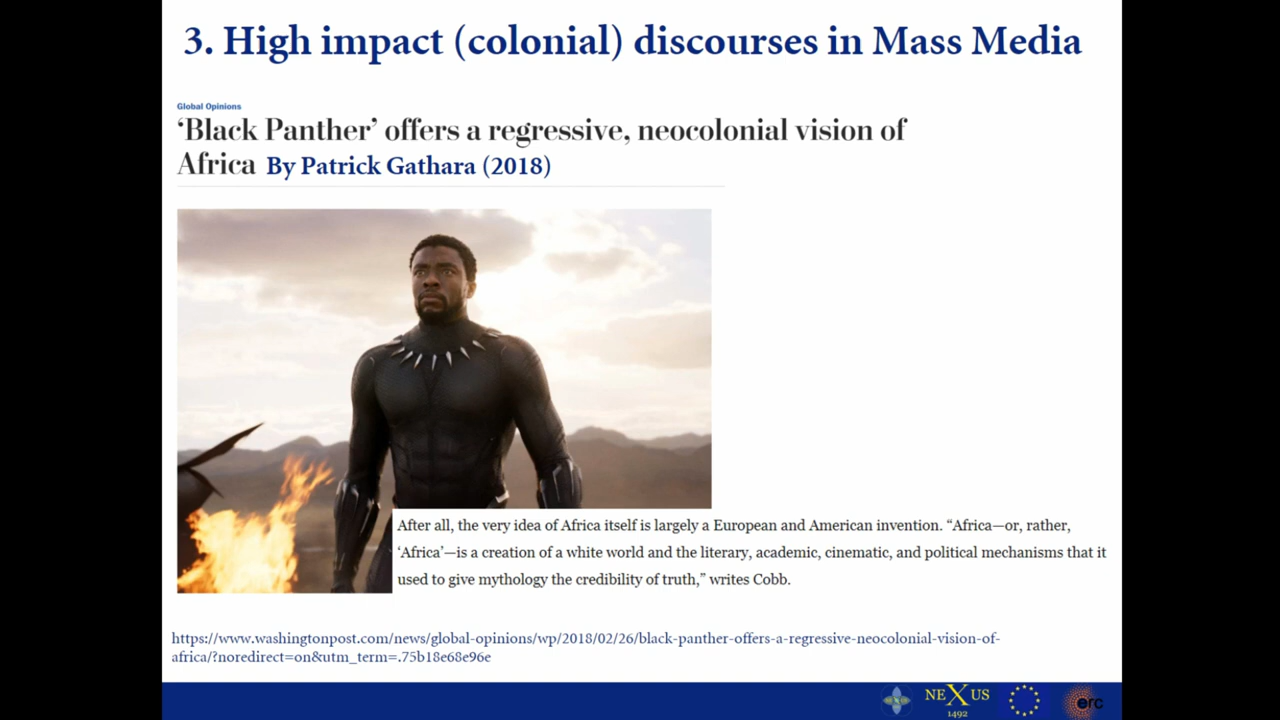 3. High impact (colonial) discourses in Mass Media
Global Opinions
‘Black Panther’ offers a regressive, neocolonial vision of
Africa By Patrick Gathara (2018)
After all, the very idea of Africa itself is largely a European and American invention. “Africa—or, rather,
‘Africa’—is a creation of a white world and the literary, academic, cinematic, and political mechanisms that it
used to give mythology the credibility of truth,” writes Cobb.
https://www.washingtonpost.com/news/global-opinions/wp/2018/02/26/black-panther-offers-a-regressive-neocolonial-vision-of-
africa/?noredirect=on&utm_term=.75b18e68e96e
NEXUS
1492
erc